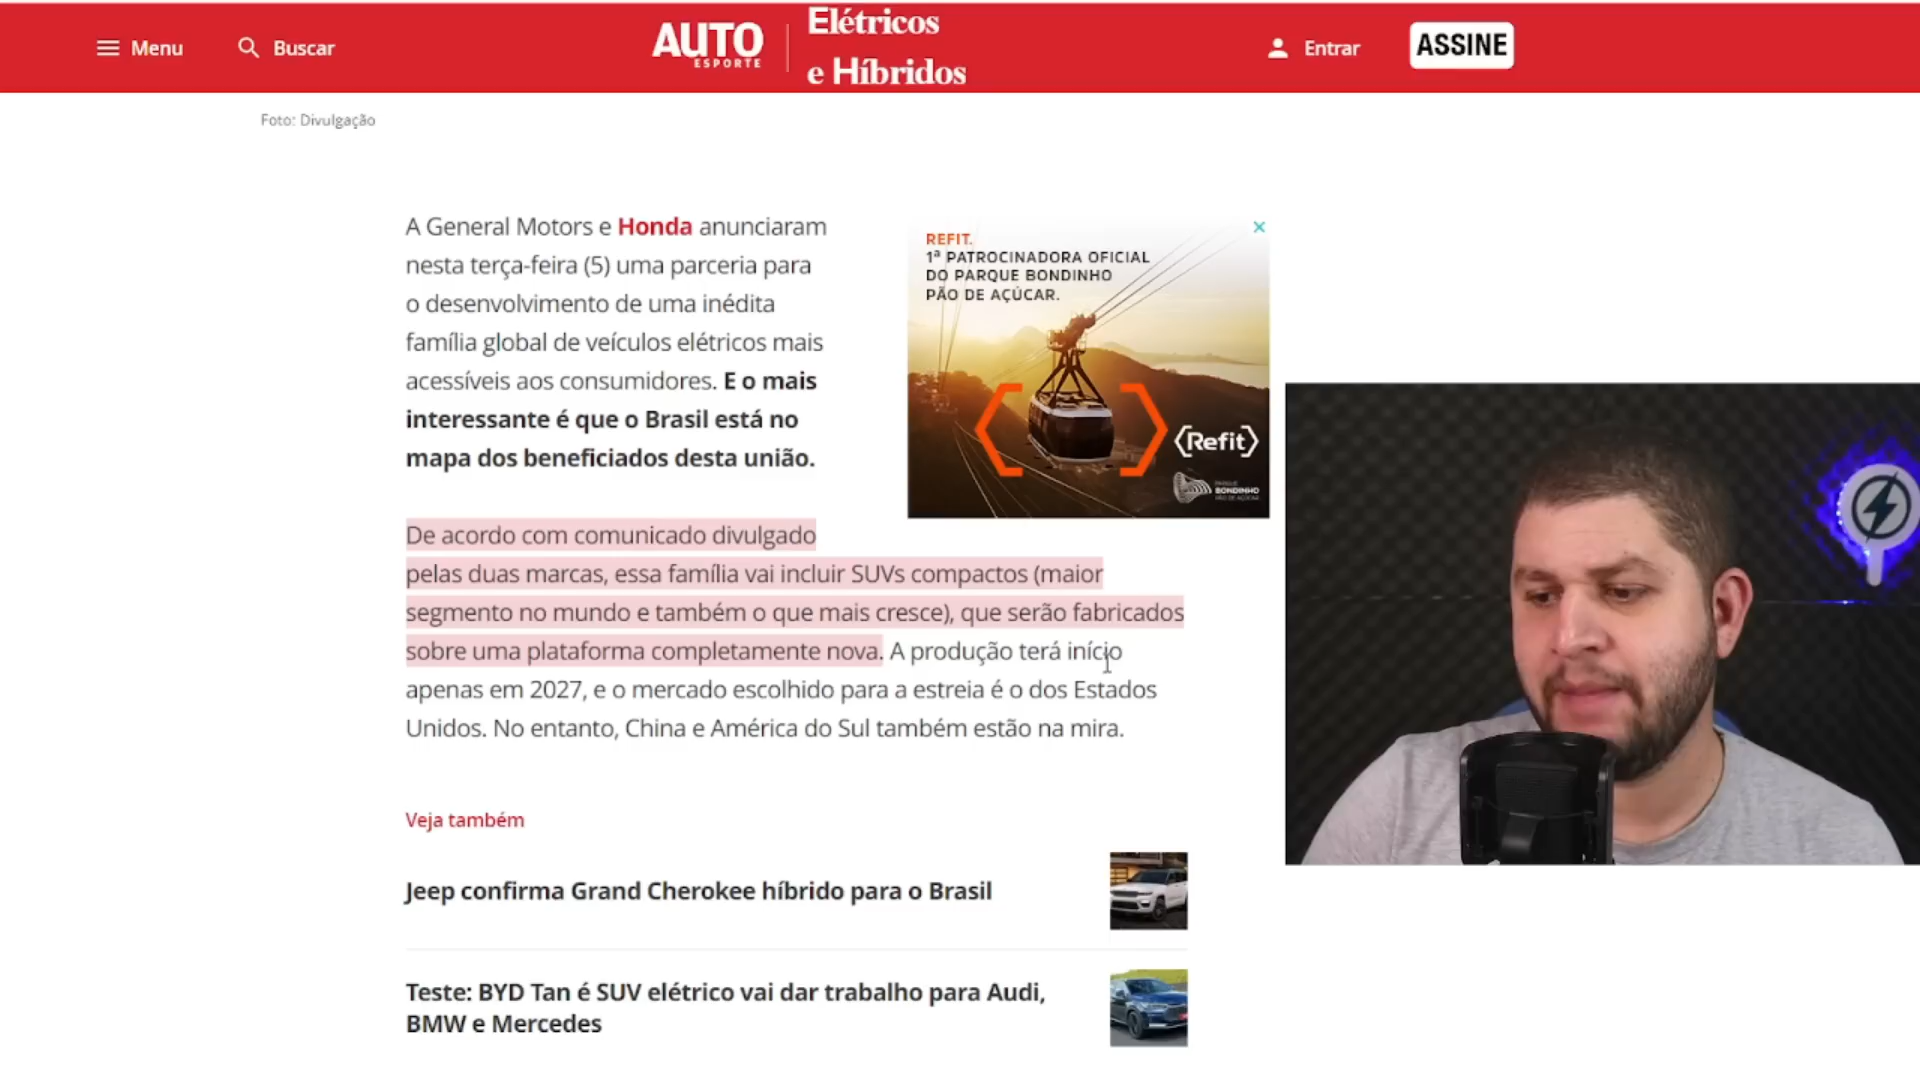 Menu
Buscar
AUTO
ESPORTE
Elétricos
e Híbridos
Entrar
ASSINE
Foto: Divulgação
A General Motors e Honda anunciaram
nesta terça-feira (5) uma parceria para
o desenvolvimento de uma inédita
família global de veículos elétricos mais
acessíveis aos consumidores. E o mais
interessante é que o Brasil está no
mapa dos beneficiados desta união.
REFIT.
1ª PATROCINADORA OFICIAL
DO PARQUE BONDINHO
PÃO DE AÇÚCAR.
Refit
PARQUE
BONDINHO
PÃO DE AÇÚCAR
De acordo com comunicado divulgado
pelas duas marcas, essa família vai incluir SUVs compactos (maior
segmento no mundo e também o que mais cresce), que serão fabricados
sobre uma plataforma completamente nova. A produção terá início
apenas em 2027, e o mercado escolhido para a estreia é o dos Estados
Unidos. No entanto, China e América do Sul também estão na mira.
Veja também
Jeep confirma Grand Cherokee híbrido para o Brasil
Teste: BYD Tan é SUV elétrico vai dar trabalho para Audi,
BMW e Mercedes